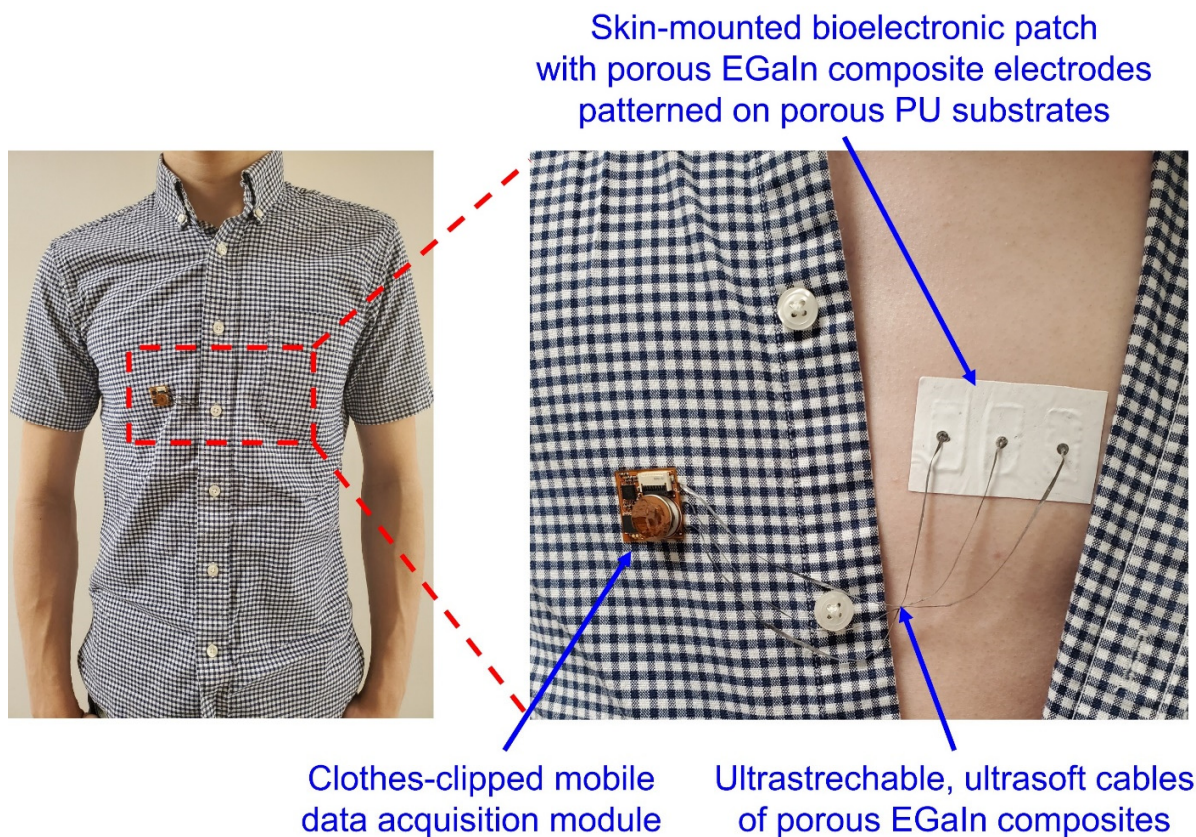 Skin-mounted bioelectronic patch
with porous EGaIn composite electrodes
patterned on porous PU substrates
Clothes-clipped mobile
data acquisition module
Ultrastrechable, ultrasoft cables
of porous EGaIn composites